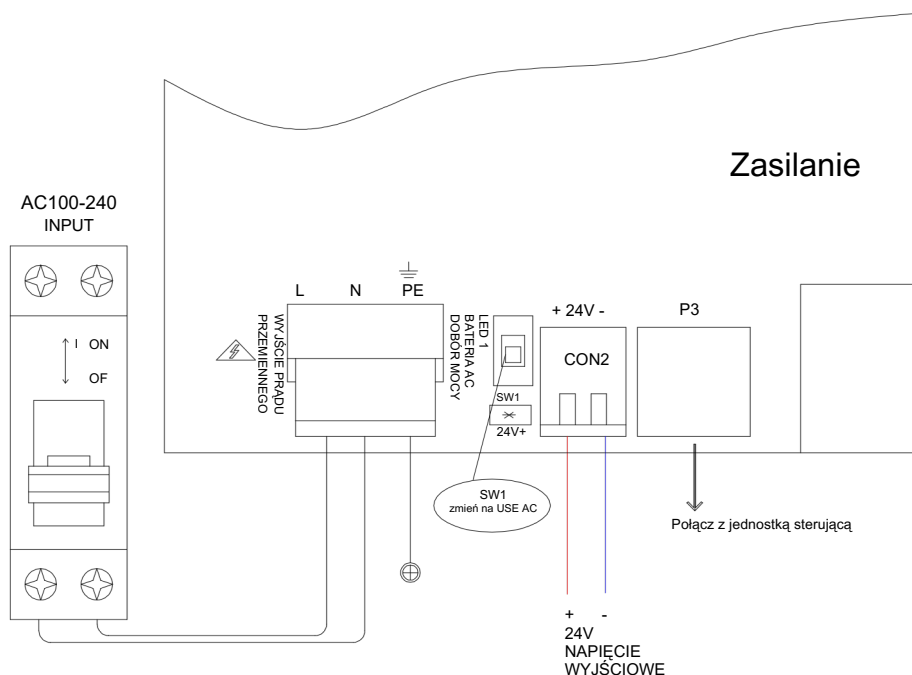 Zasilanie
AC100-240
INPUT
I ON
OF
L N PE
WYJŚCIE PRĄDU
PRZEMIENNEGO
LED 1
BATERIA AC
DOBÓR MOCY
SW1
24V+
+ 24V -
CON2
P3
SW1
zmień na USE AC
Połącz z jednostką sterującą
+ -
24V
NAPIĘCIE
WYJŚCIOWE